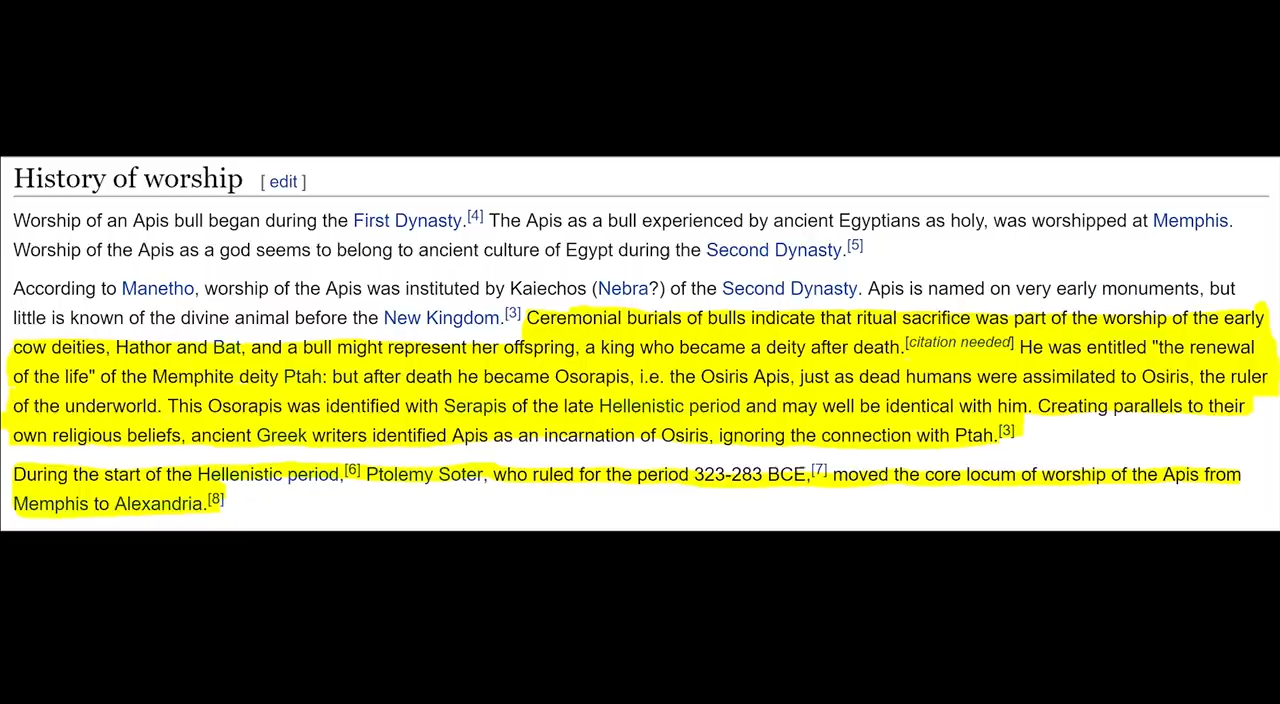 History of worship [ edit ]
Worship of an Apis bull began during the First Dynasty.[4] The Apis as a bull experienced by ancient Egyptians as holy, was worshipped at Memphis.
Worship of the Apis as a god seems to belong to ancient culture of Egypt during the Second Dynasty.[5]
According to Manetho, worship of the Apis was instituted by Kaiechos (Nebra?) of the Second Dynasty. Apis is named on very early monuments, but
little is known of the divine animal before the New Kingdom.[3] Ceremonial burials of bulls indicate that ritual sacrifice was part of the worship of the early
cow deities, Hathor and Bat, and a bull might represent her offspring, a king who became a deity after death.[citation needed] He was entitled "the renewal
of the life" of the Memphite deity Ptah: but after death he became Osorapis, i.e. the Osiris Apis, just as dead humans were assimilated to Osiris, the ruler
of the underworld. This Osorapis was identified with Serapis of the late Hellenistic period and may well be identical with him. Creating parallels to their
own religious beliefs, ancient Greek writers identified Apis as an incarnation of Osiris, ignoring the connection with Ptah.[3]
During the start of the Hellenistic period,[6] Ptolemy Soter, who ruled for the period 323-283 BCE,[7] moved the core locum of worship of the Apis from
Memphis to Alexandria.[8]